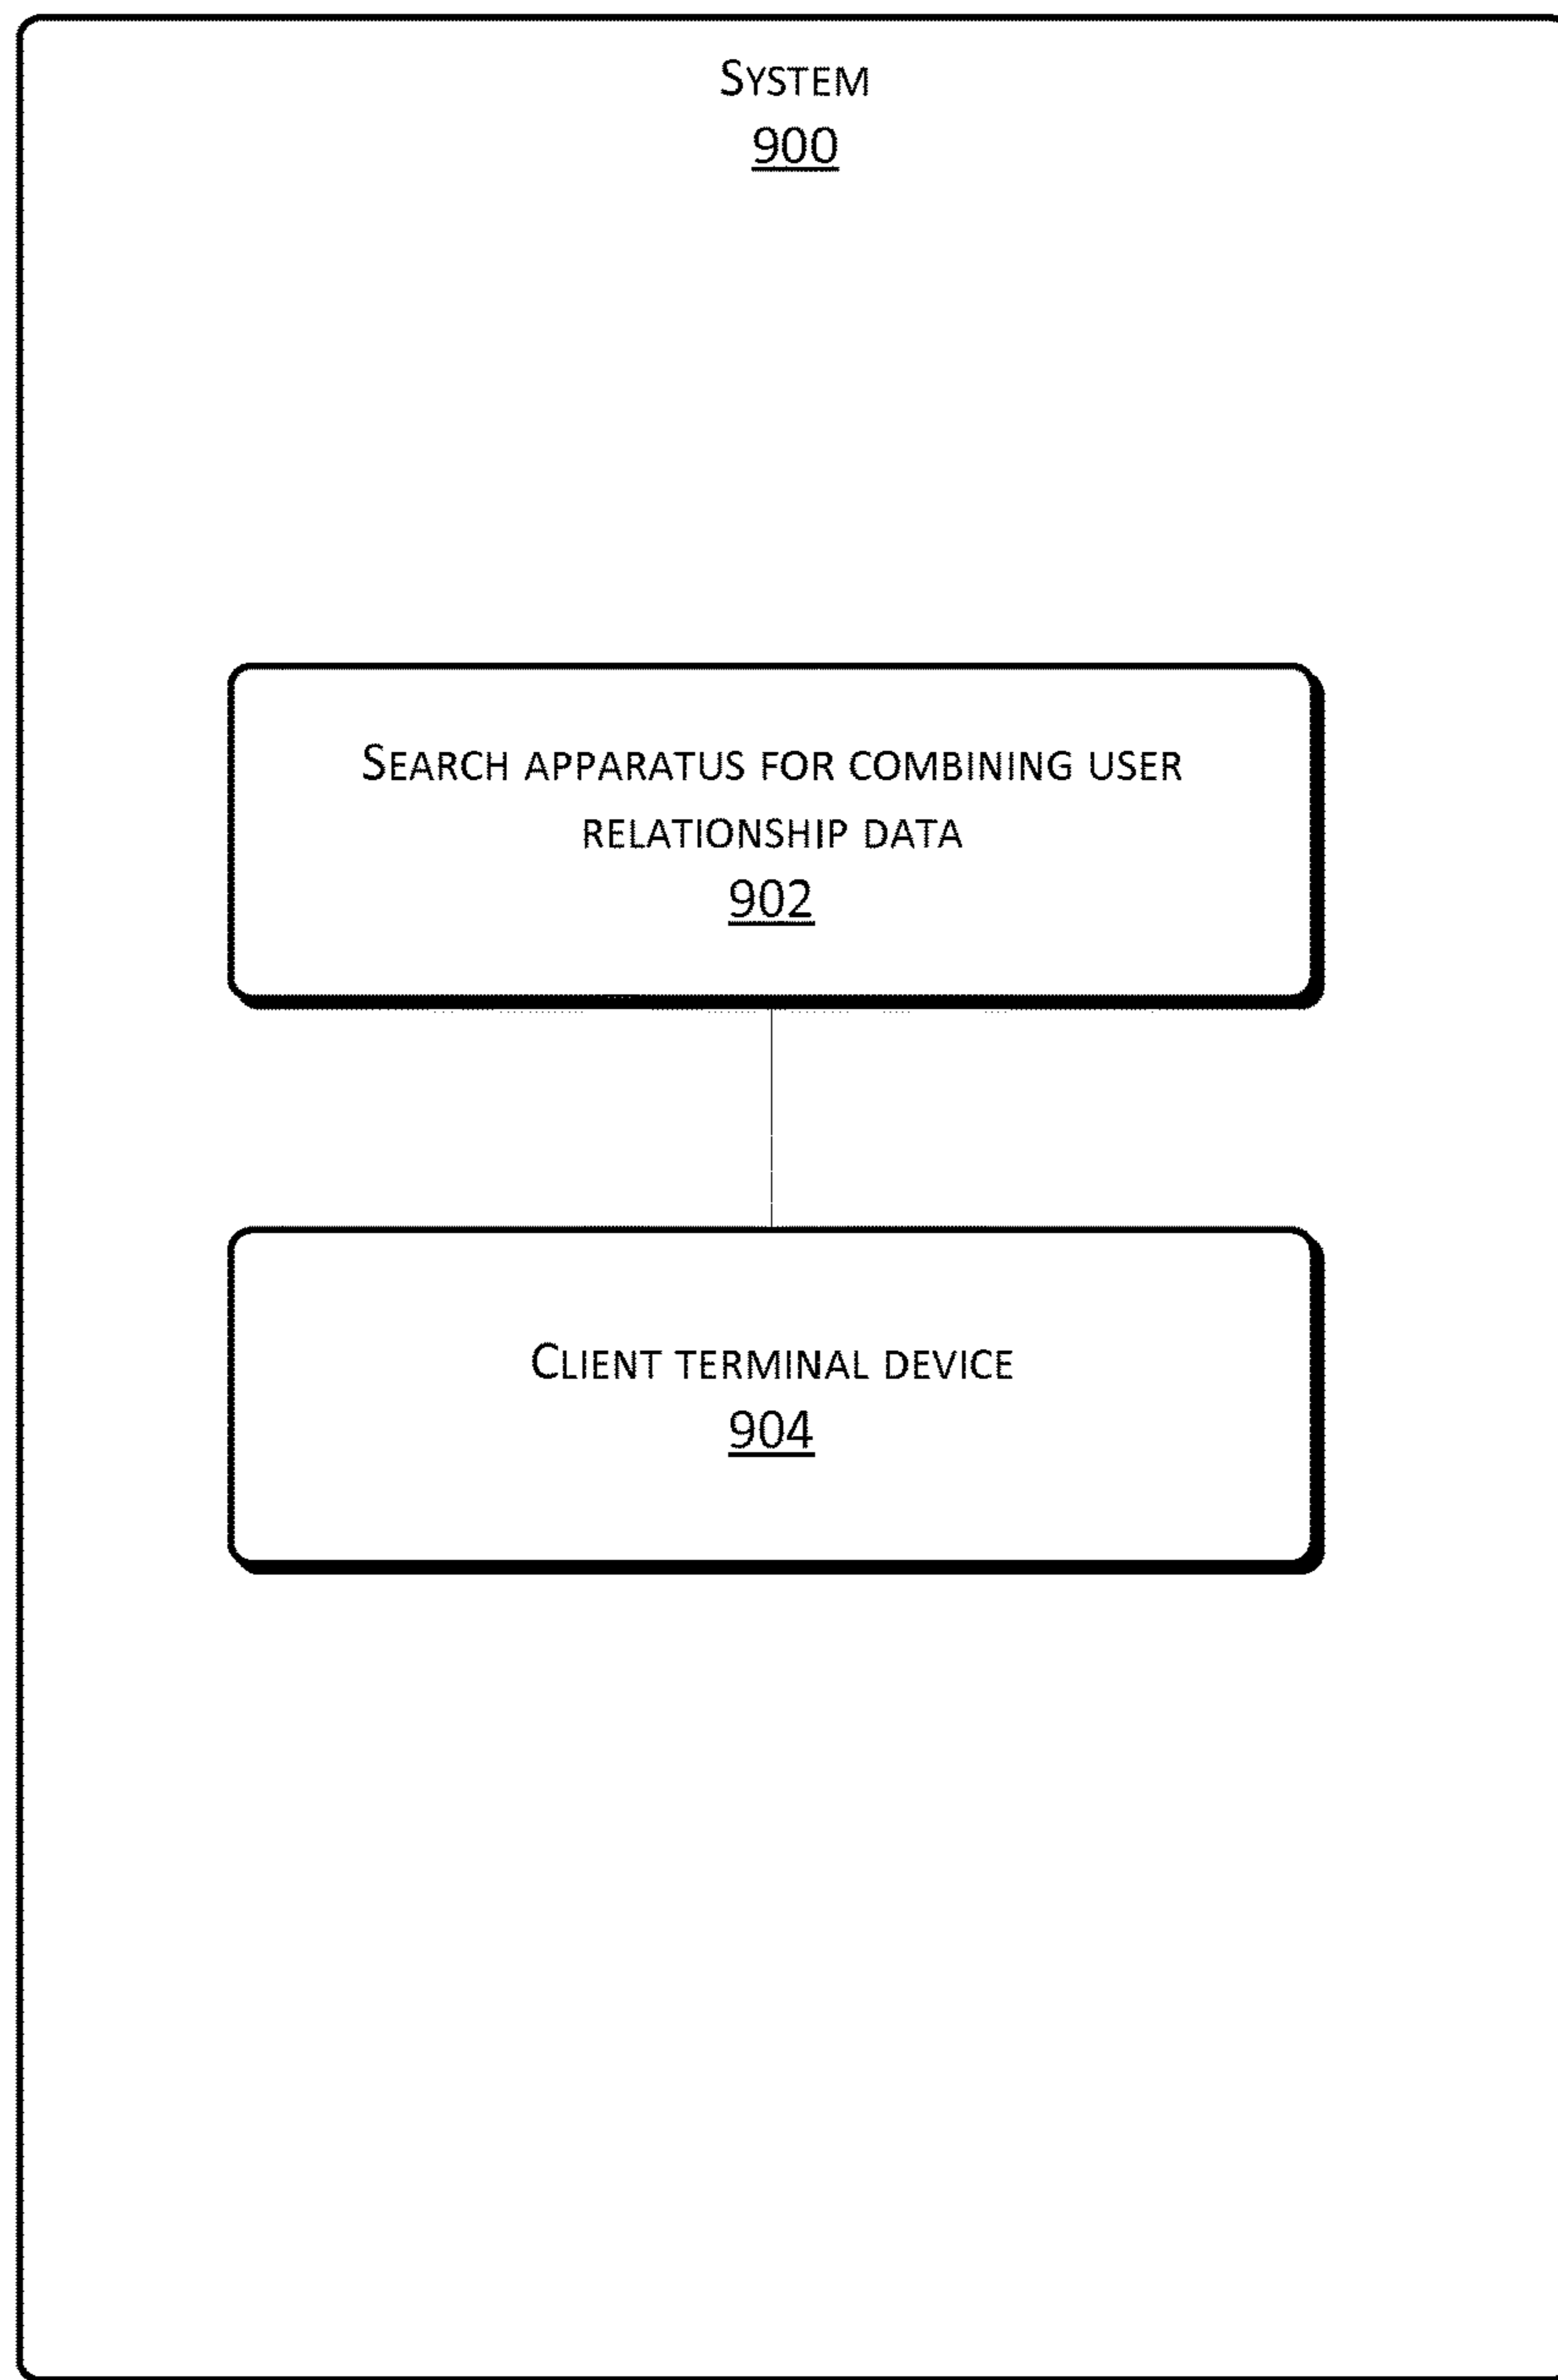 SYSTEM
900
SEARCH APPARATUS FOR COMBINING USER
RELATIONSHIP DATA
902
CLIENT TERMINAL DEVICE
904